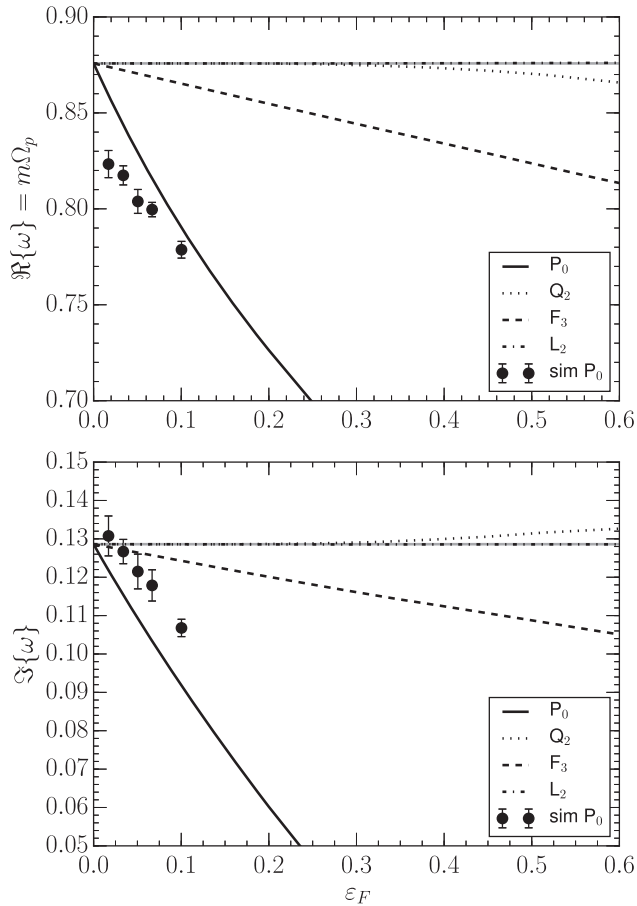 0.90
0.85
0.80
0.75
0.70
ℜ{ω} = mΩ_p
P₀
Q₂
F₃
L₂
sim P₀
0.0 0.1 0.2 0.3 0.4 0.5 0.6
0.15
0.14
0.13
0.12
0.11
0.10
0.09
0.08
0.07
0.06
0.05
ℑ{ω}
P₀
Q₂
F₃
L₂
sim P₀
0.0 0.1 0.2 0.3 0.4 0.5 0.6
ε_F